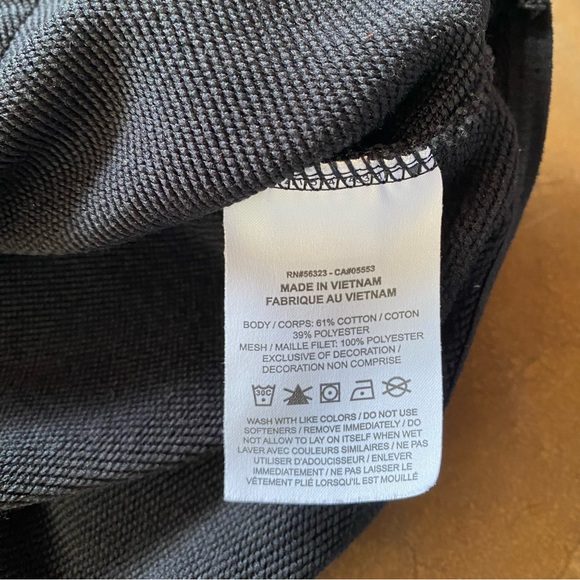 RN#56323 - CA#05553
MADE IN VIETNAM
FABRIQUE AU VIETNAM
BODY / CORPS: 61% COTTON / COTON
39% POLYESTER
MESH / MAILLE FILET: 100% POLYESTER
EXCLUSIVE OF DECORATION /
DECORATION NON COMPRISE
30C
WASH WITH LIKE COLORS / DO NOT USE
SOFTENERS / REMOVE IMMEDIATELY / DO
NOT ALLOW TO LAY ON ITSELF WHEN WET
LAVER AVEC COULEURS SIMILAIRES / NE PAS
UTILISER D'ADOUCISSEUR / ENLEVER
IMMEDIATEMENT / NE PAS LAISSER LE
VÊTEMENT PLIÉ LORSQU'IL EST MOUILLÉ